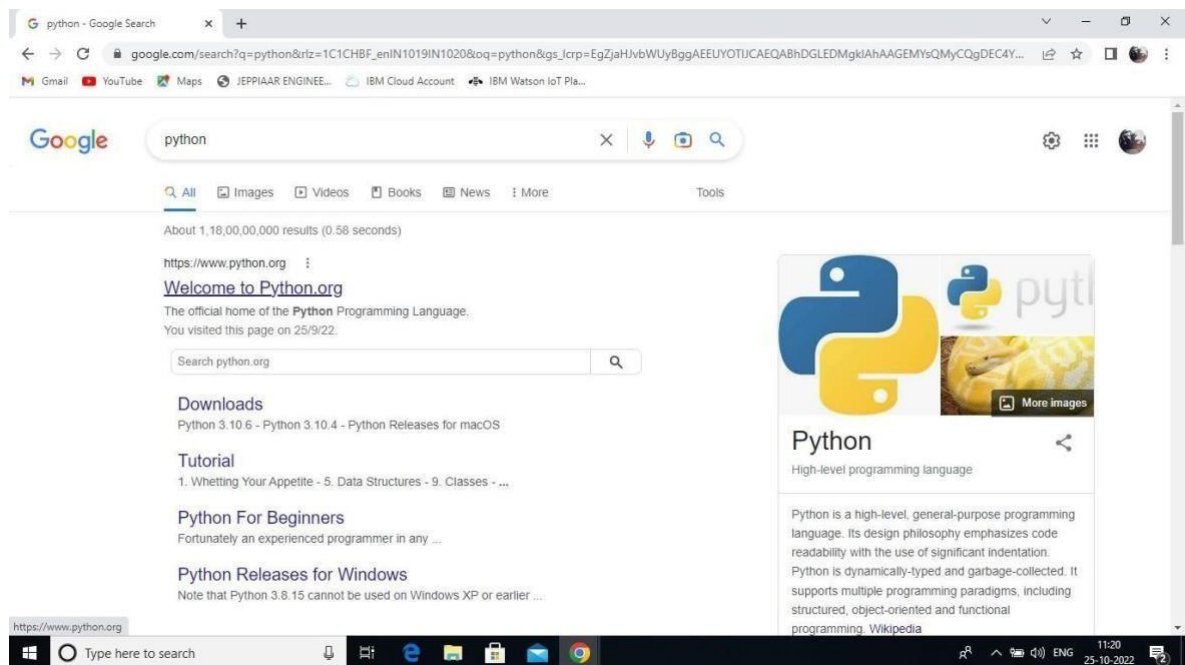 python - Google Search
google.com/search?q=python&rlz=1C1CHBF_enIN1019IN1020&oq=python&gs_lcrp=EgZjaHJvbWUyBggAEEUYOTIJCAEQABhDGLEDMgkIAhAAGEMYsQMyCQgDEC4Y...
Gmail YouTube Maps JEPPIAAR ENGINEE... IBM Cloud Account IBM Watson IoT Pla...
Google
python
All Images Videos Books News More Tools
About 1,18,00,00,000 results (0.58 seconds)
https://www.python.org
Welcome to Python.org
The official home of the Python Programming Language.
You visited this page on 25/9/22.
Search python.org
Downloads
Python 3.10.6 - Python 3.10.4 - Python Releases for macOS
Tutorial
1. Whetting Your Appetite - 5. Data Structures - 9. Classes - ...
Python For Beginners
Fortunately an experienced programmer in any ...
Python Releases for Windows
Note that Python 3.8.15 cannot be used on Windows XP or earlier ...
pyt
More images
Python
High-level programming language
Python is a high-level, general-purpose programming
language. Its design philosophy emphasizes code
readability with the use of significant indentation.
Python is dynamically-typed and garbage-collected. It
supports multiple programming paradigms, including
structured, object-oriented and functional
programming. Wikipedia
https://www.python.org
Type here to search
ENG
11:20
25-10-2022
2